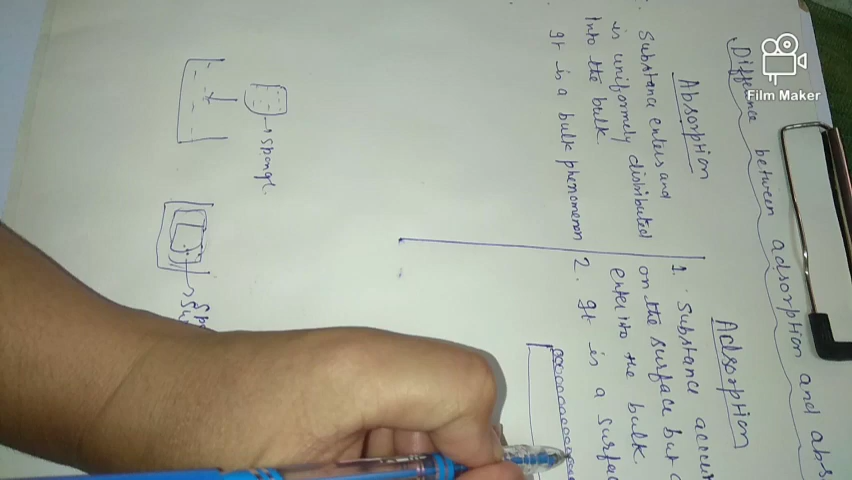 Film Maker
Difference between adsorption and abs
Absorption
Substance enters and
is uniformely distributed
Into the bulk.
It is a bulk phenomenon
Adsorption
1. Substance accum
on the surface but
enter into the bulk.
2. It is a surfac
sponge.